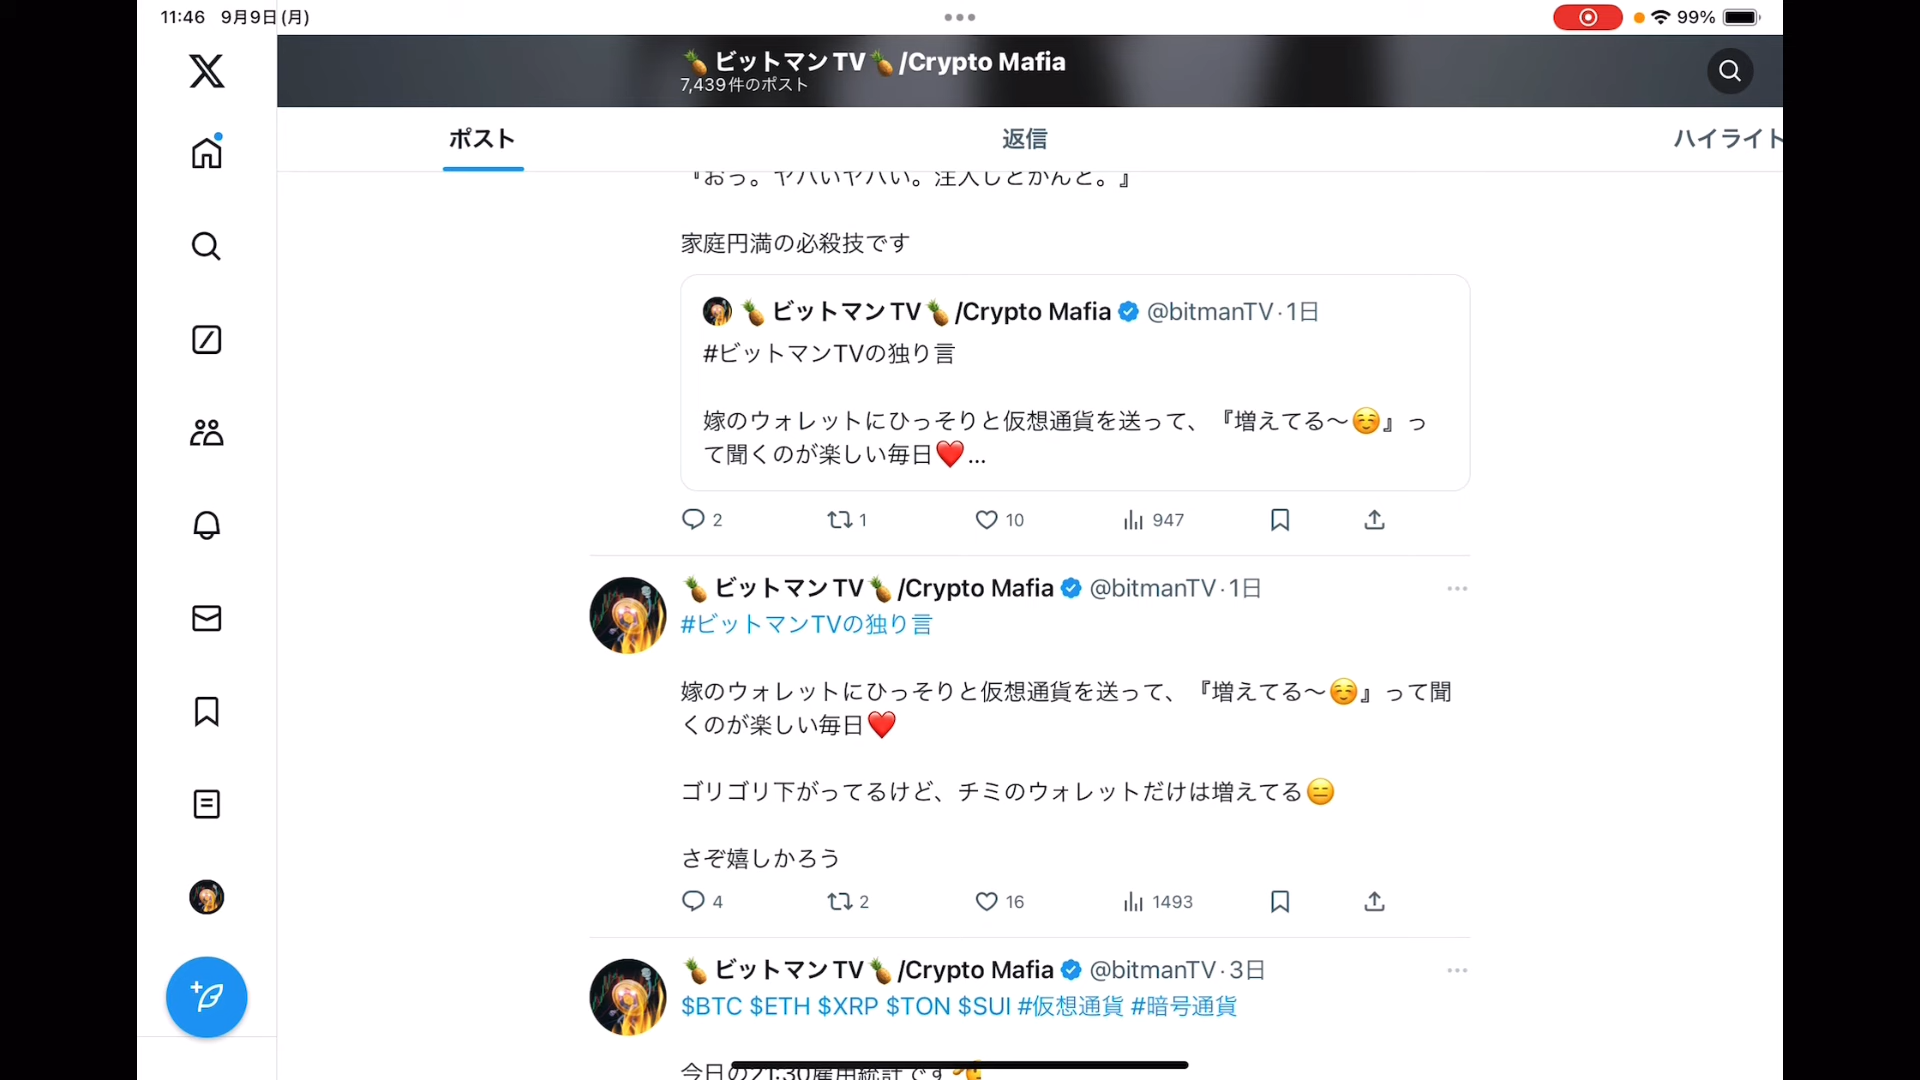 11:46 9月9日(月)
99%
🍍ビットマンTV🍍/Crypto Mafia
7,439件のポスト
ポスト 返信 ハイライト
『おっ。ヤバいヤバい。注入しとかんと。』
家庭円満の必殺技です
🍍ビットマンTV🍍/Crypto Mafia @bitmanTV·1日
#ビットマンTVの独り言
嫁のウォレットにひっそりと仮想通貨を送って、『増えてる〜☺️』っ
て聞くのが楽しい毎日❤️...
2 1 10 947
🍍ビットマンTV🍍/Crypto Mafia @bitmanTV·1日
#ビットマンTVの独り言
嫁のウォレットにひっそりと仮想通貨を送って、『増えてる〜☺️』って聞
くのが楽しい毎日❤️
ゴリゴリ下がってるけど、チミのウォレットだけは増えてる😑
さぞ嬉しかろう
4 2 16 1493
🍍ビットマンTV🍍/Crypto Mafia @bitmanTV·3日
$BTC $ETH $XRP $TON $SUI #仮想通貨 #暗号通貨
今日の21:30雇用統計です